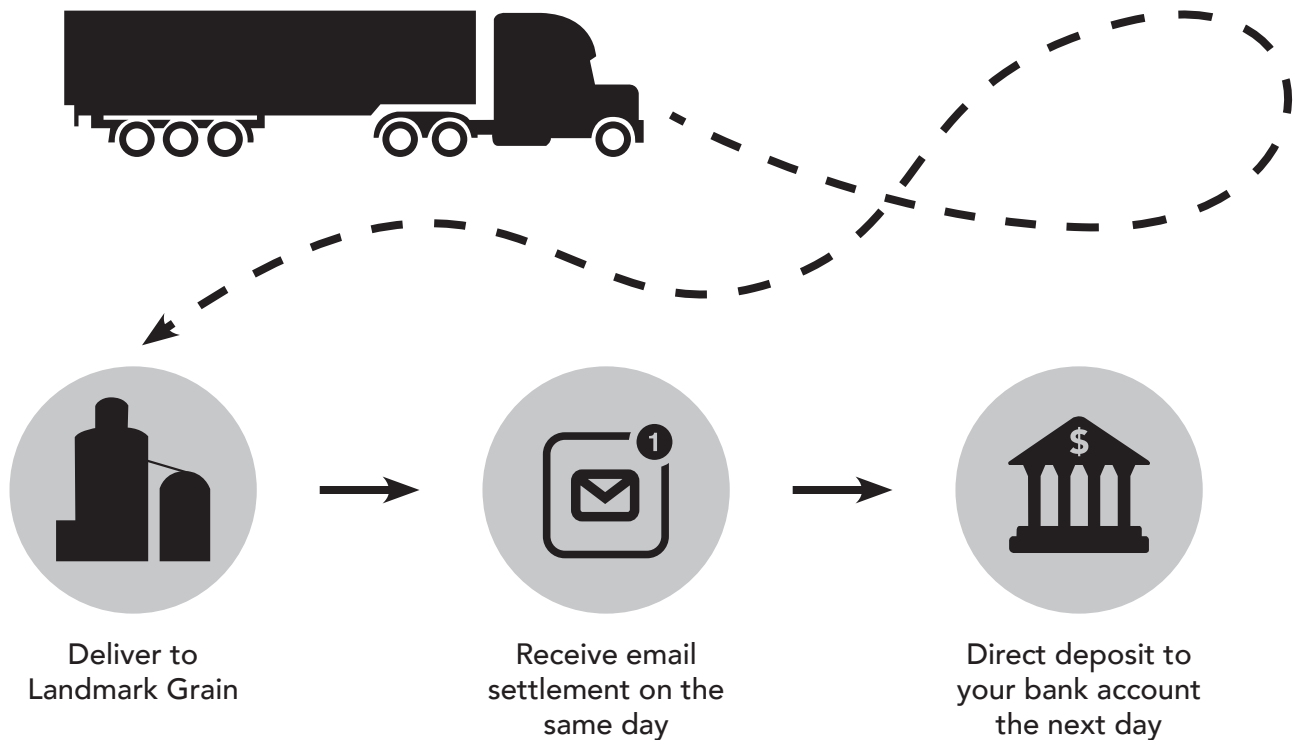 1
$
Deliver to
Landmark Grain
Receive email
settlement on the
same day
Direct deposit to
your bank account
the next day